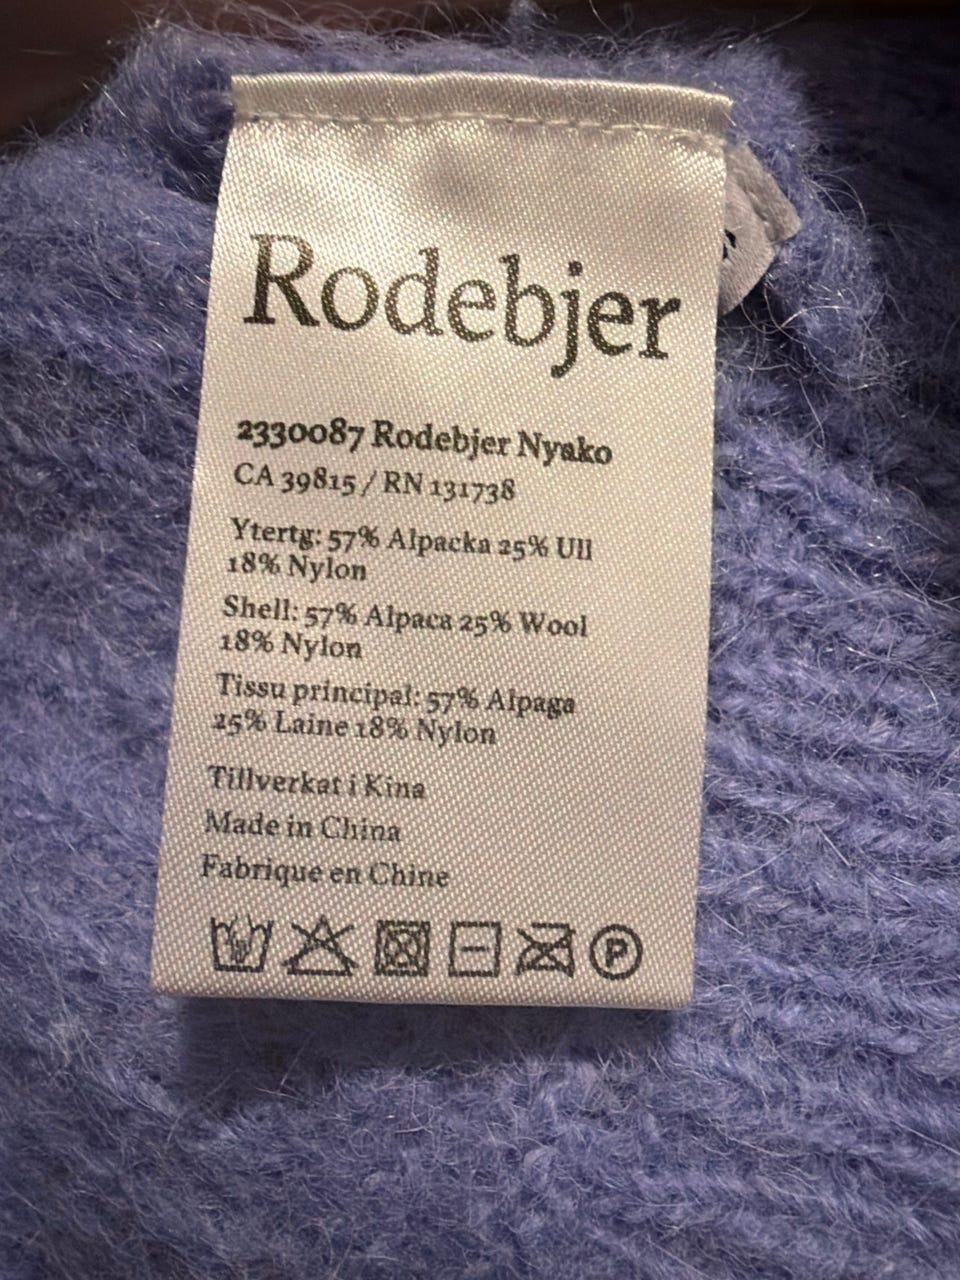 Rodebjer
2330087 Rodebjer Nyako
CA 39815 / RN 131738
Ytertg: 57% Alpacka 25% Ull
18% Nylon
Shell: 57% Alpaca 25% Wool
18% Nylon
Tissu principal: 57% Alpaga
25% Laine 18% Nylon
Tillverkat i Kina
Made in China
Fabrique en Chine
P